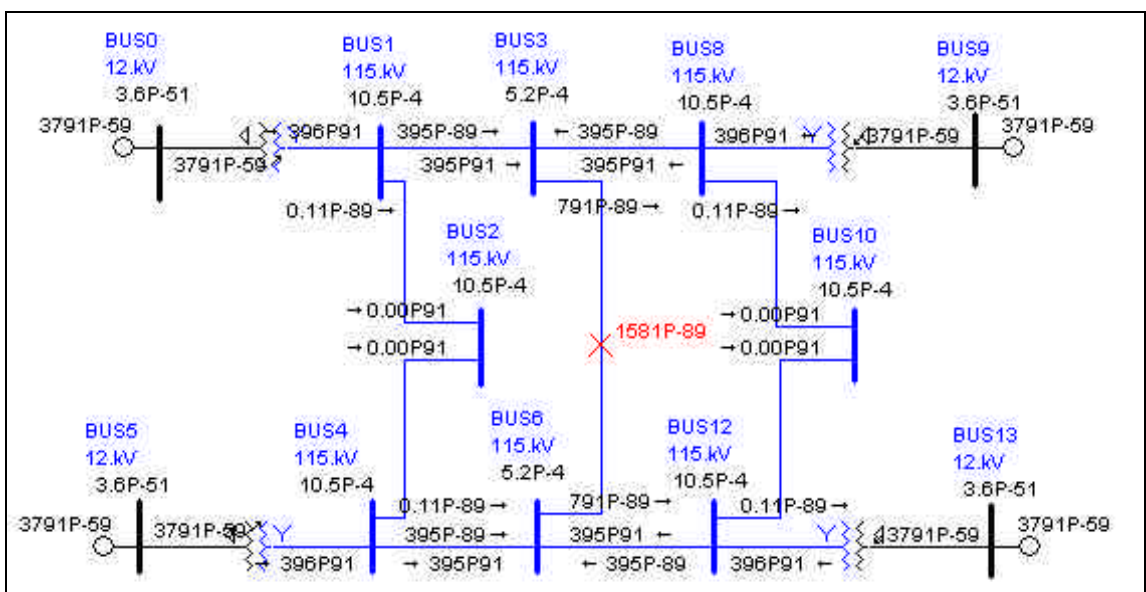 BUS0
12.kV
3.6P-51
BUS1
115.kV
10.5P-4
BUS3
115.kV
5.2P-4
BUS8
115.kV
10.5P-4
BUS9
12.kV
3.6P-51
3791P-59
3791P-59
396P91
395P-89→
←395P-89
395P91 →
395P91 ←
396P91
3791P-59
3791P-59
0.11P-89→
791P-89→
0.11P-89→
BUS2
115.kV
10.5P-4
BUS10
115.kV
10.5P-4
→0.00P91
→0.00P91
1581P-89
→0.00P91
→0.00P91
BUS5
12.kV
3.6P-51
BUS4
115.kV
10.5P-4
BUS6
115.kV
5.2P-4
BUS12
115.kV
10.5P-4
BUS13
12.kV
3.6P-51
0.11P-89→
791P-89→
0.11P-89→
3791P-59
3791P-59
Y
395P-89→
395P91 ←
Y
3791P-59
3791P-59
→ 396P91
→ 395P91
← 395P-89
396P91 ←